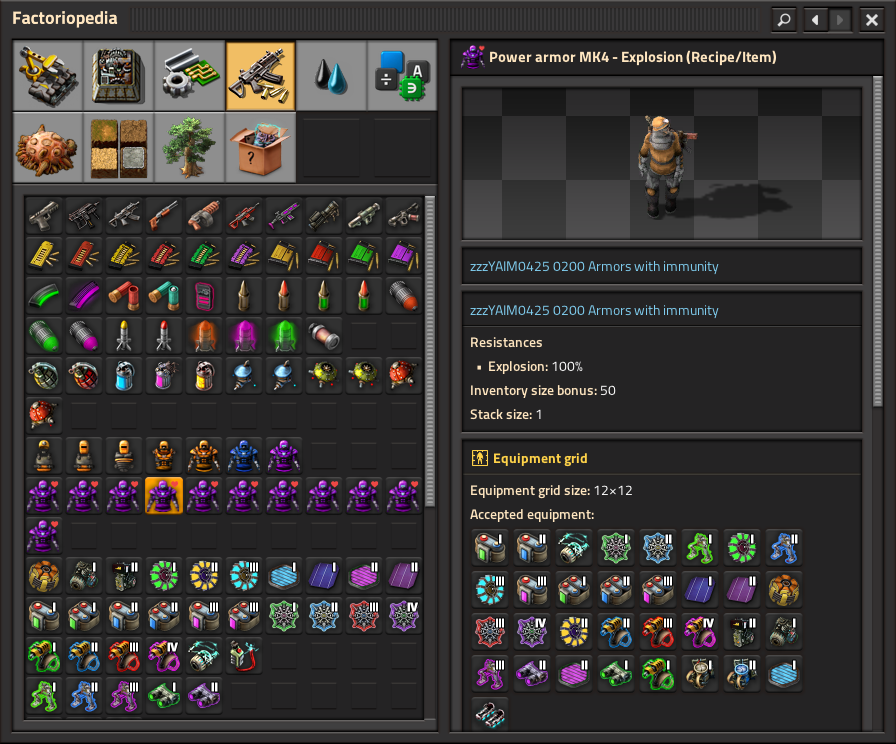 Factoriopedia
Power armor MK4 - Explosion (Recipe/Item)
zzzYAIM0425 0200 Armors with immunity
zzzYAIM0425 0200 Armors with immunity
Resistances
• Explosion: 100%
Inventory size bonus: 50
Stack size: 1
Equipment grid
Equipment grid size: 12×12
Accepted equipment: